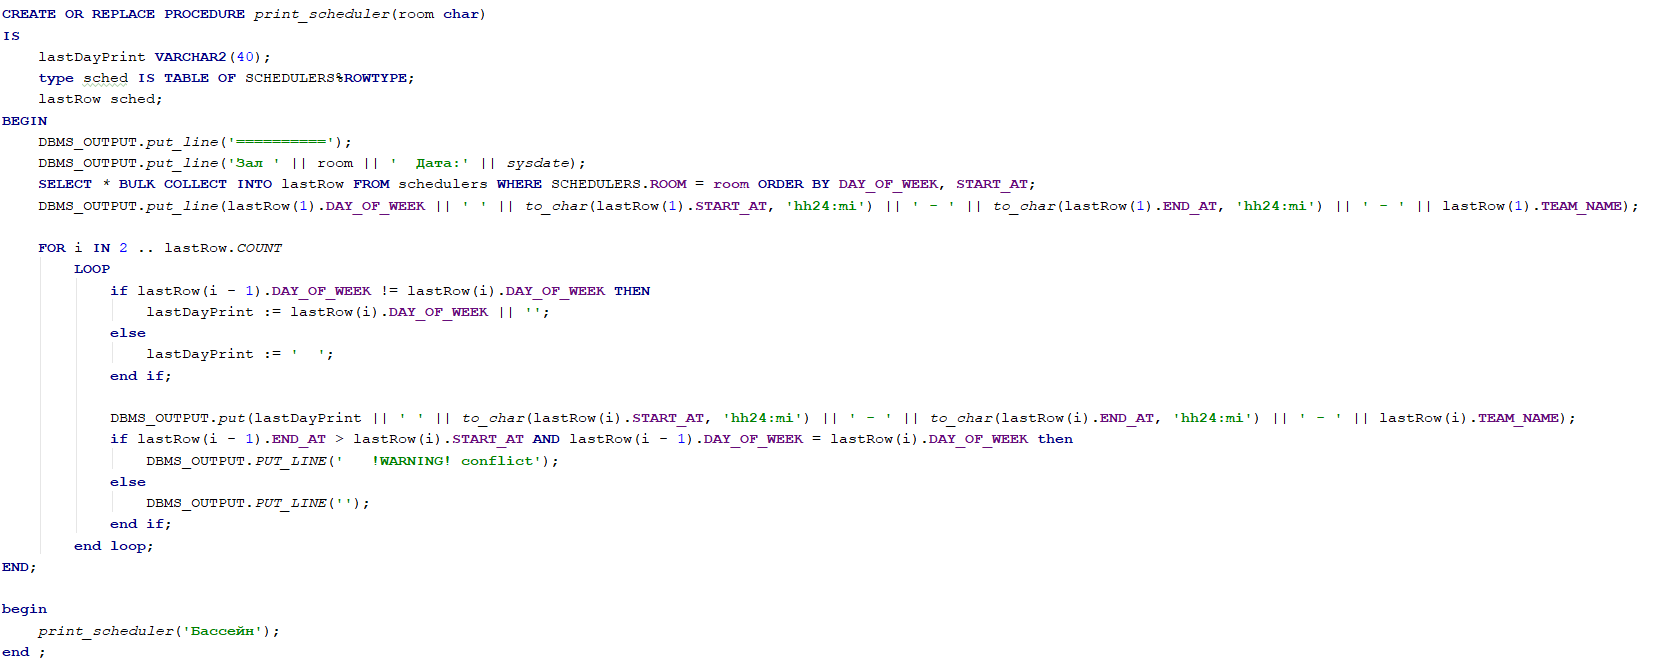 CREATE OR REPLACE PROCEDURE print_scheduler(room char)
IS
    lastDayPrint VARCHAR2(40);
    type sched IS TABLE OF SCHEDULERS%ROWTYPE;
    lastRow sched;
BEGIN
    DBMS_OUTPUT.put_line('==========');
    DBMS_OUTPUT.put_line('Зал ' || room || '  Дата:' || sysdate);
    SELECT * BULK COLLECT INTO lastRow FROM schedulers WHERE SCHEDULERS.ROOM = room ORDER BY DAY_OF_WEEK, START_AT;
    DBMS_OUTPUT.put_line(lastRow(1).DAY_OF_WEEK || ' ' || to_char(lastRow(1).START_AT, 'hh24:mi') || ' - ' || to_char(lastRow(1).END_AT, 'hh24:mi') || ' - ' || lastRow(1).TEAM_NAME);

    FOR i IN 2 .. lastRow.COUNT
        LOOP
            if lastRow(i - 1).DAY_OF_WEEK != lastRow(i).DAY_OF_WEEK THEN
                lastDayPrint := lastRow(i).DAY_OF_WEEK || '';
            else
                lastDayPrint := '  ';
            end if;

            DBMS_OUTPUT.put(lastDayPrint || ' ' || to_char(lastRow(i).START_AT, 'hh24:mi') || ' - ' || to_char(lastRow(i).END_AT, 'hh24:mi') || ' - ' || lastRow(i).TEAM_NAME);
            if lastRow(i - 1).END_AT > lastRow(i).START_AT AND lastRow(i - 1).DAY_OF_WEEK = lastRow(i).DAY_OF_WEEK then
                DBMS_OUTPUT.PUT_LINE('   !WARNING! conflict');
            else
                DBMS_OUTPUT.PUT_LINE('');
            end if;
        end loop;
END;

begin
    print_scheduler('Бассейн');
end ;